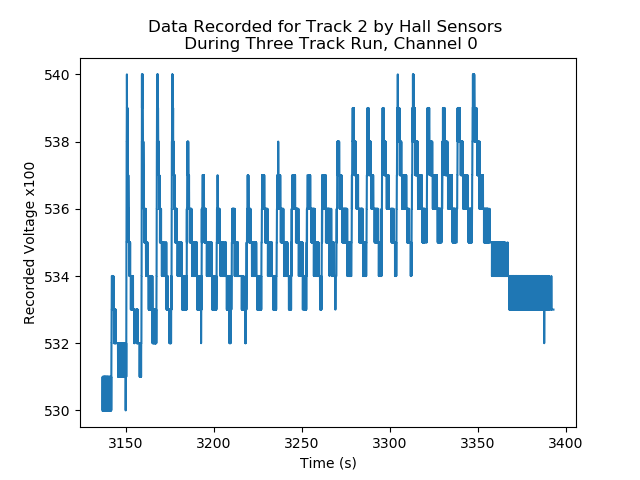 Data Recorded for Track 2 by Hall Sensors
During Three Track Run, Channel 0
540
538
536
534
532
530
Recorded Voltage x100
3150 3200 3250 3300 3350 3400
Time (s)